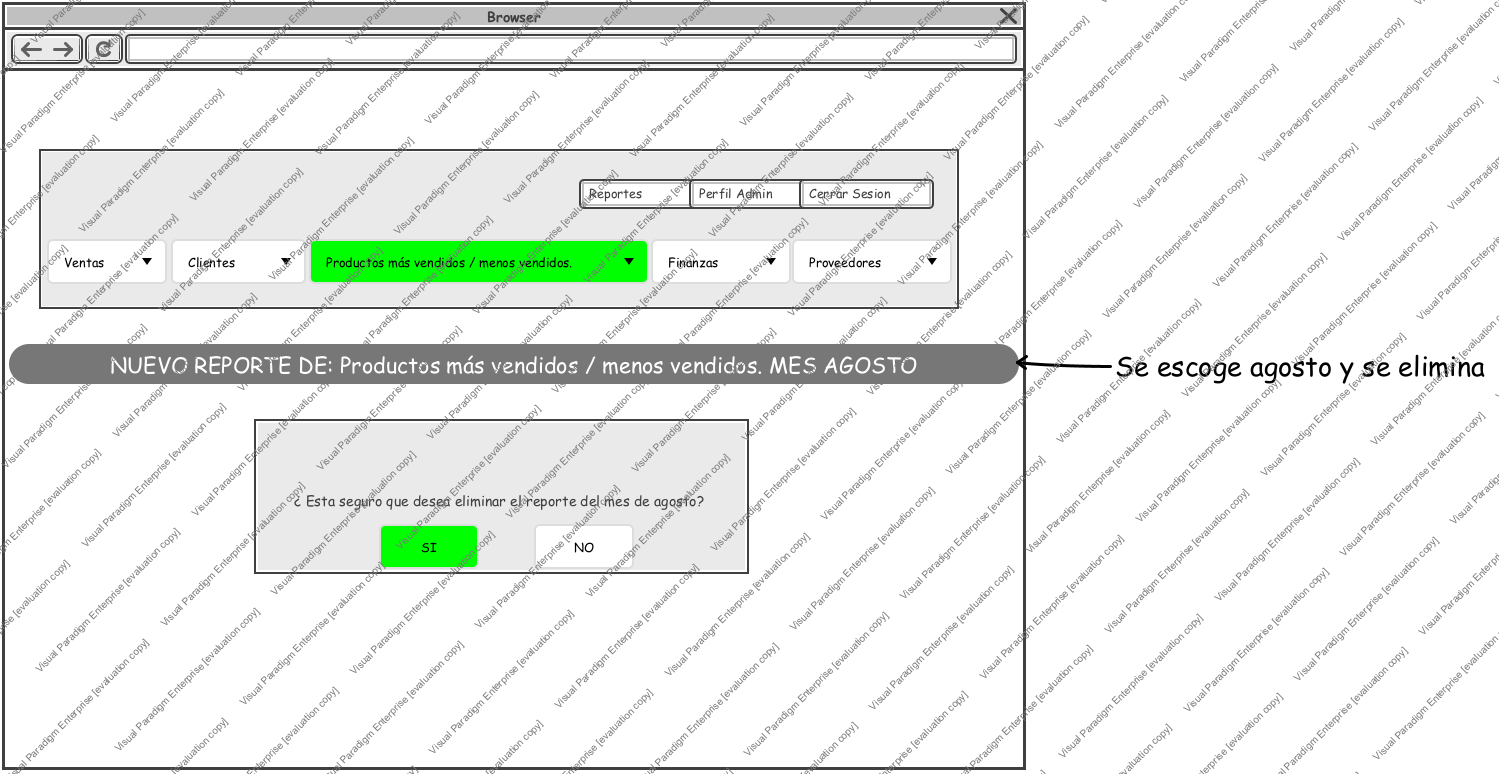 Browser
Reportes Perfil Admin Cerrar Sesion
Ventas Clientes Productos más vendidos / menos vendidos. Finanzas Proveedores
NUEVO REPORTE DE: Productos más vendidos / menos vendidos. MES AGOSTO
Se escoge agosto y se elimina
¿ Esta seguro que desea eliminar el reporte del mes de agosto?
SI NO
Visual Paradigm Enterprise [evaluation copy]